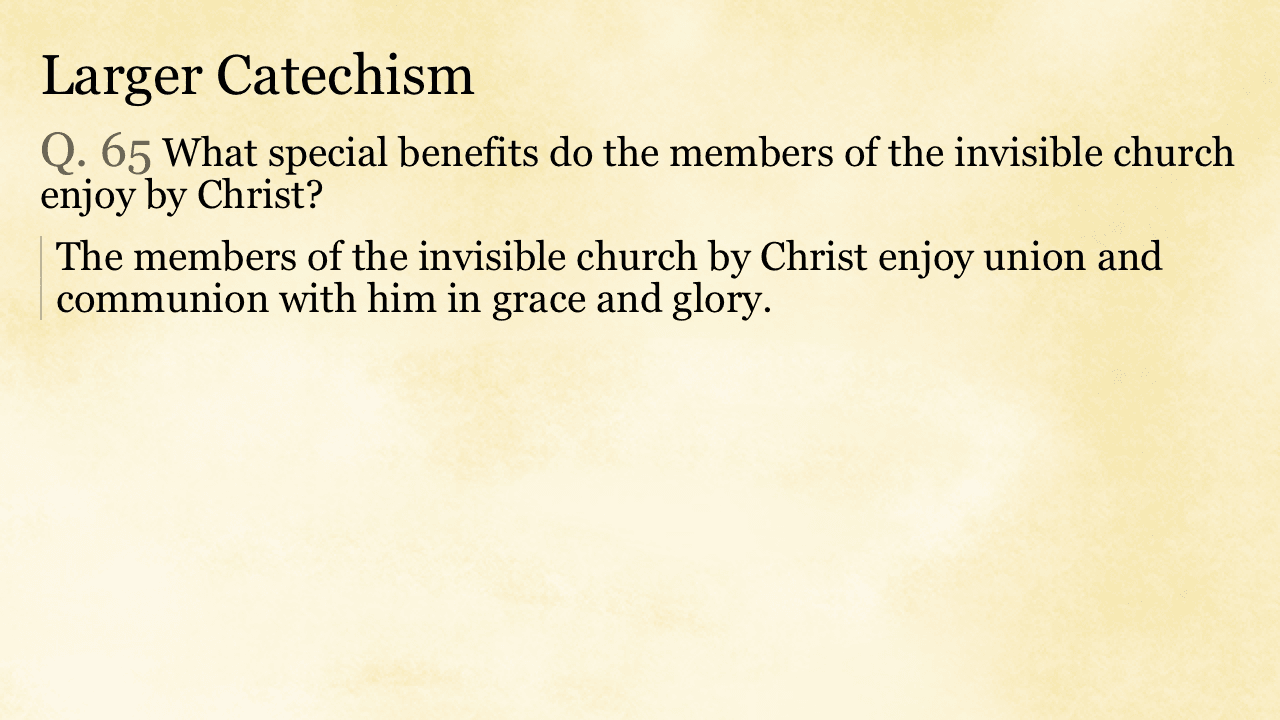 Larger Catechism
Q. 65 What special benefits do the members of the invisible church
enjoy by Christ?
The members of the invisible church by Christ enjoy union and
communion with him in grace and glory.